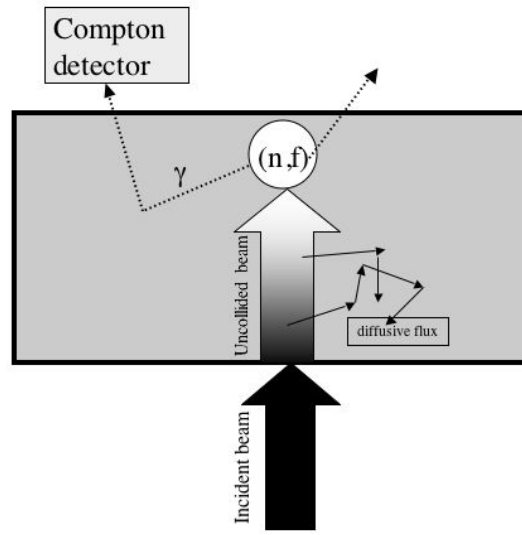 Compton
detector
(n,f)
γ
Uncollided beam
diffusive flux
Incident beam